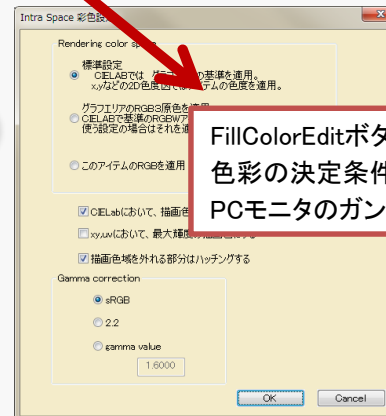 Intra Space 彩色設
Rendering color sp
標準設定
CIELABでは の基準を適用。
x,yなどの2D色度図ではアイテムの色度を適用。
グラフエリアのRGB3原色を
CIELABで基準のRGBWア
使う設定の場合はそれを適
このアイテムのRGBを適用
FillColorEditボタ
色彩の決定条件
PCモニタのガン
CIELabにおいて、描画色
xy,uvにおいて、最大輝度
描画色域を外れる部分はハッチングする
Gamma correction
sRGB
2.2
gamma value
1.6000
OK Cancel